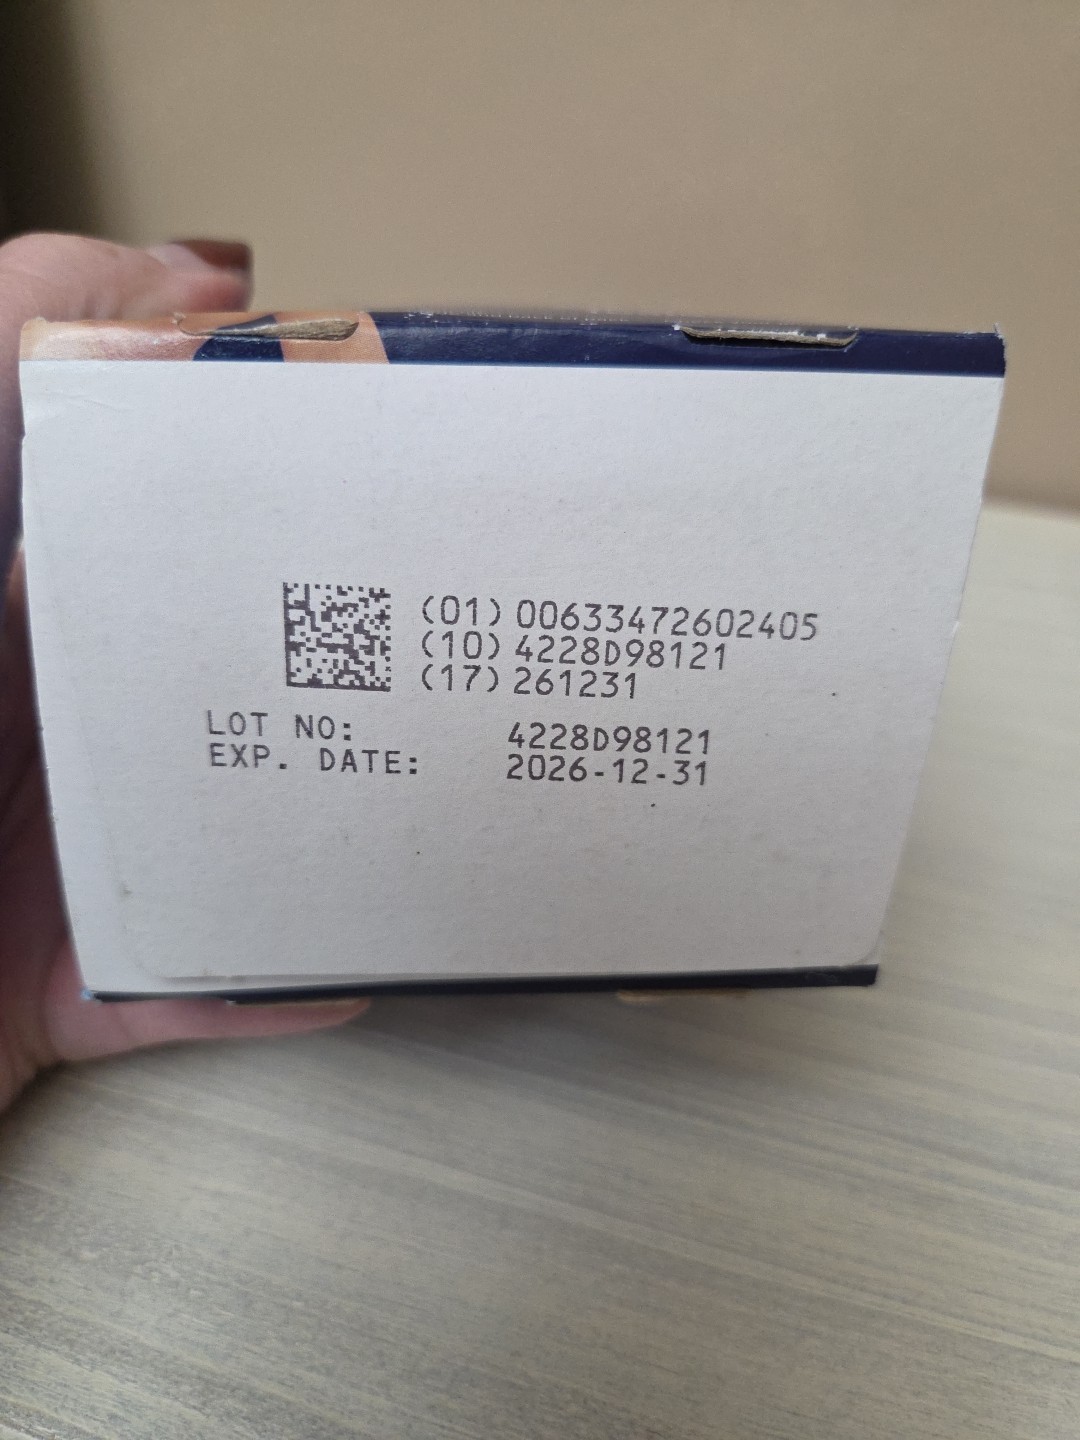 (01) 00633472602405
(10) 4228D98121
(17) 261231
LOT NO: 4228D98121
EXP. DATE: 2026-12-31